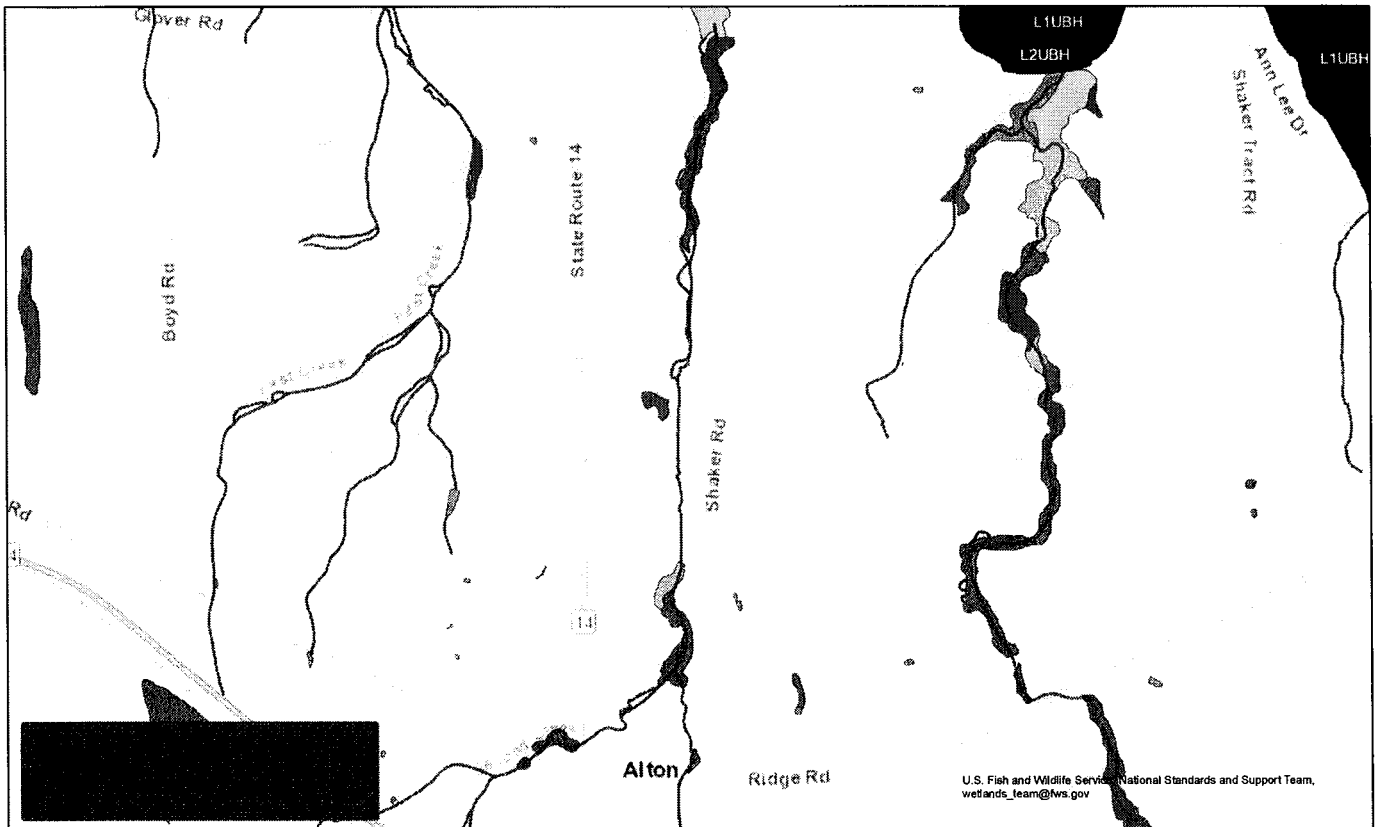 Glover Rd
L1UBH
L2UBH
L1UBH
Ann Lee Dr
Shaker Tract Rd
State Route 14
Boyd Rd
Shaker Rd
Rd
14
Alton
Ridge Rd
U.S. Fish and Wildlife Service, National Standards and Support Team,
wetlands_team@fws.gov